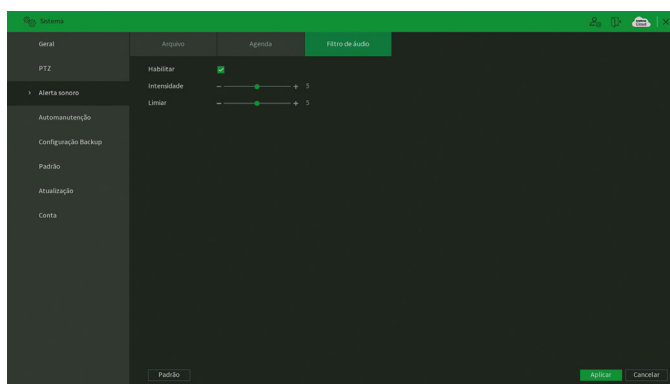 Sistema
Cloud
Geral
PTZ
Alerta sonoro
Automanutenção
Configuração Backup
Padrão
Atualização
Conta
Arquivo Agenda Filtro de áudio
Habilitar
Intensidade 5
Limiar 5
Padrão Aplicar Cancelar